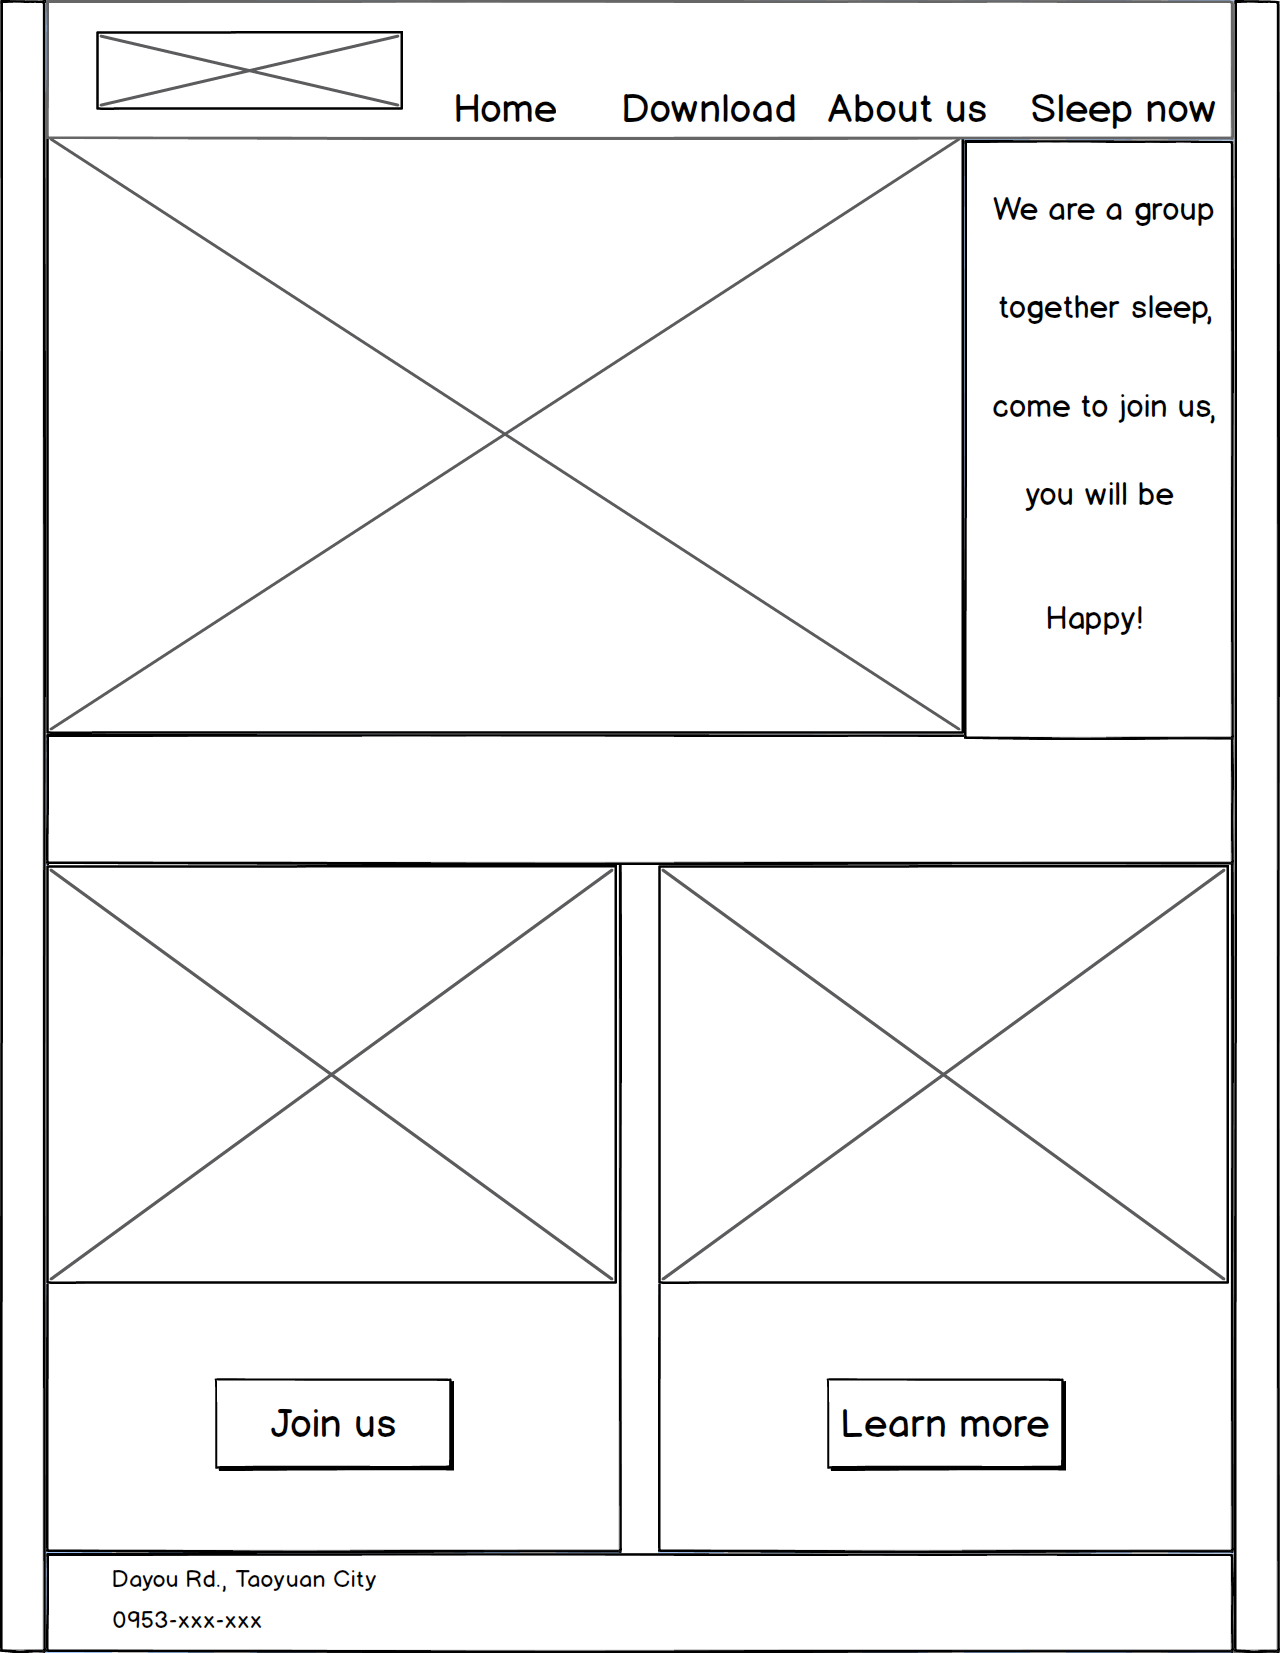 Home Download About us Sleep now
We are a group
together sleep,
come to join us,
you will be
Happy!
Join us
Learn more
Dayou Rd., Taoyuan City
0953-xxx-xxx